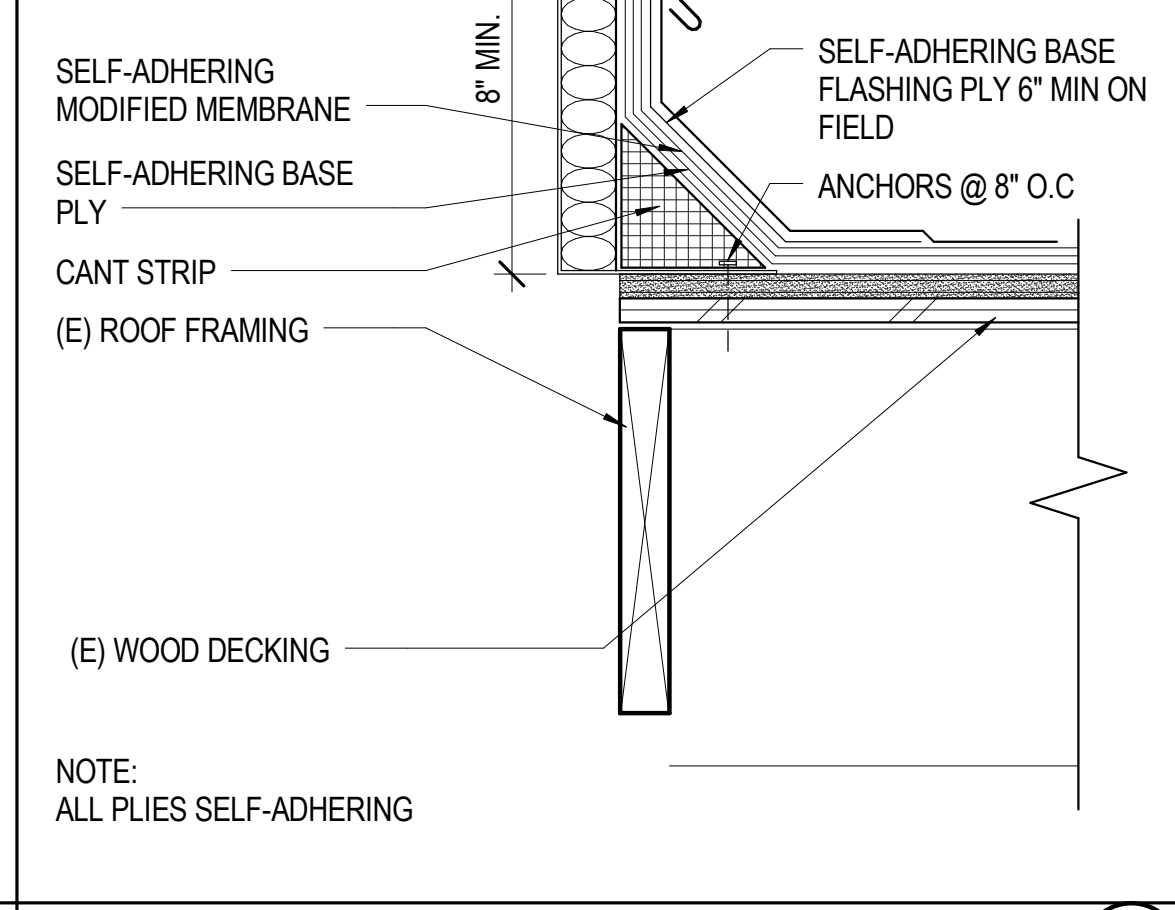 SELF-ADHERING
MODIFIED MEMBRANE
SELF-ADHERING BASE
PLY
CANT STRIP
(E) ROOF FRAMING
(E) WOOD DECKING
NOTE:
ALL PLIES SELF-ADHERING
8" MIN.
SELF-ADHERING BASE
FLASHING PLY 6" MIN ON
FIELD
ANCHORS @ 8" O.C